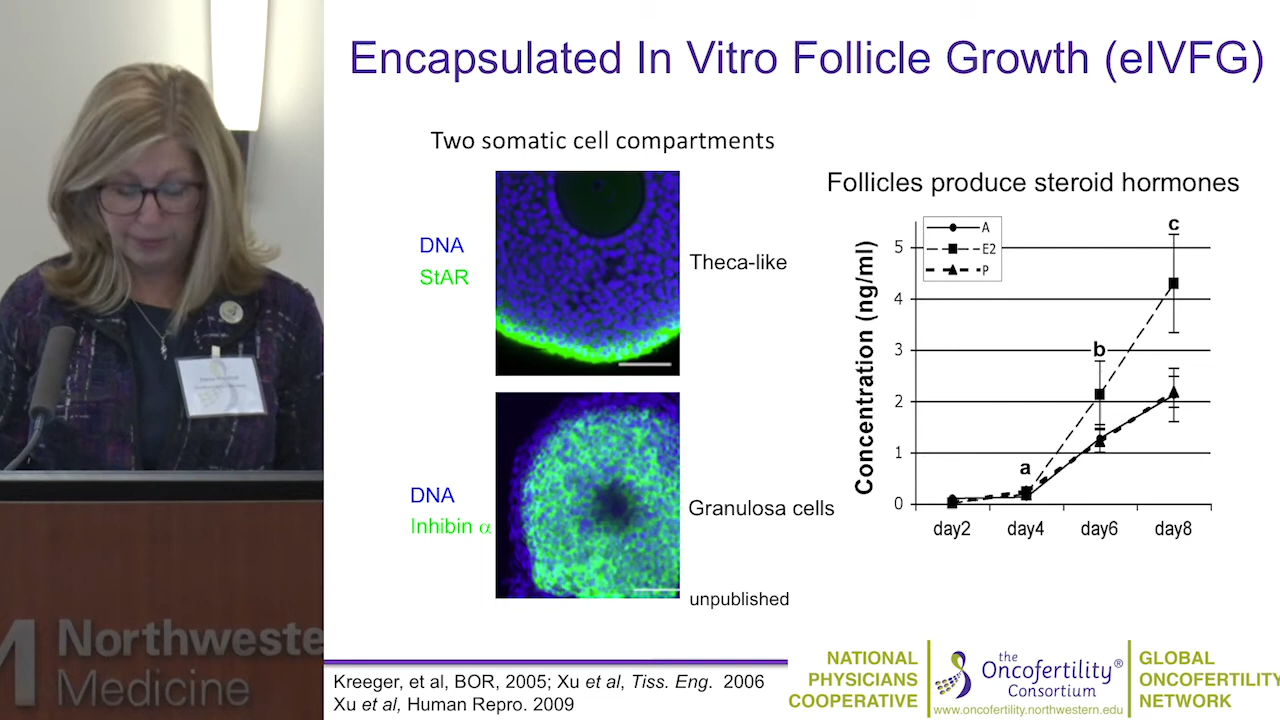 Encapsulated In Vitro Follicle Growth (eIVFG)
Two somatic cell compartments
DNA
StAR
Theca-like
DNA
Inhibin α
Granulosa cells
unpublished
Follicles produce steroid hormones
Concentration (ng/ml)
A
E2
P
5
4
3
2
1
0
a
b
c
day2
day4
day6
day8
Kreeger, et al, BOR, 2005; Xu et al, Tiss. Eng. 2006
Xu et al, Human Repro. 2009
NATIONAL
PHYSICIANS
COOPERATIVE
the
Oncofertility®
Consortium
www.oncofertility.northwestern.edu
GLOBAL
ONCOFERTILITY
NETWORK
Northweste
Medicine